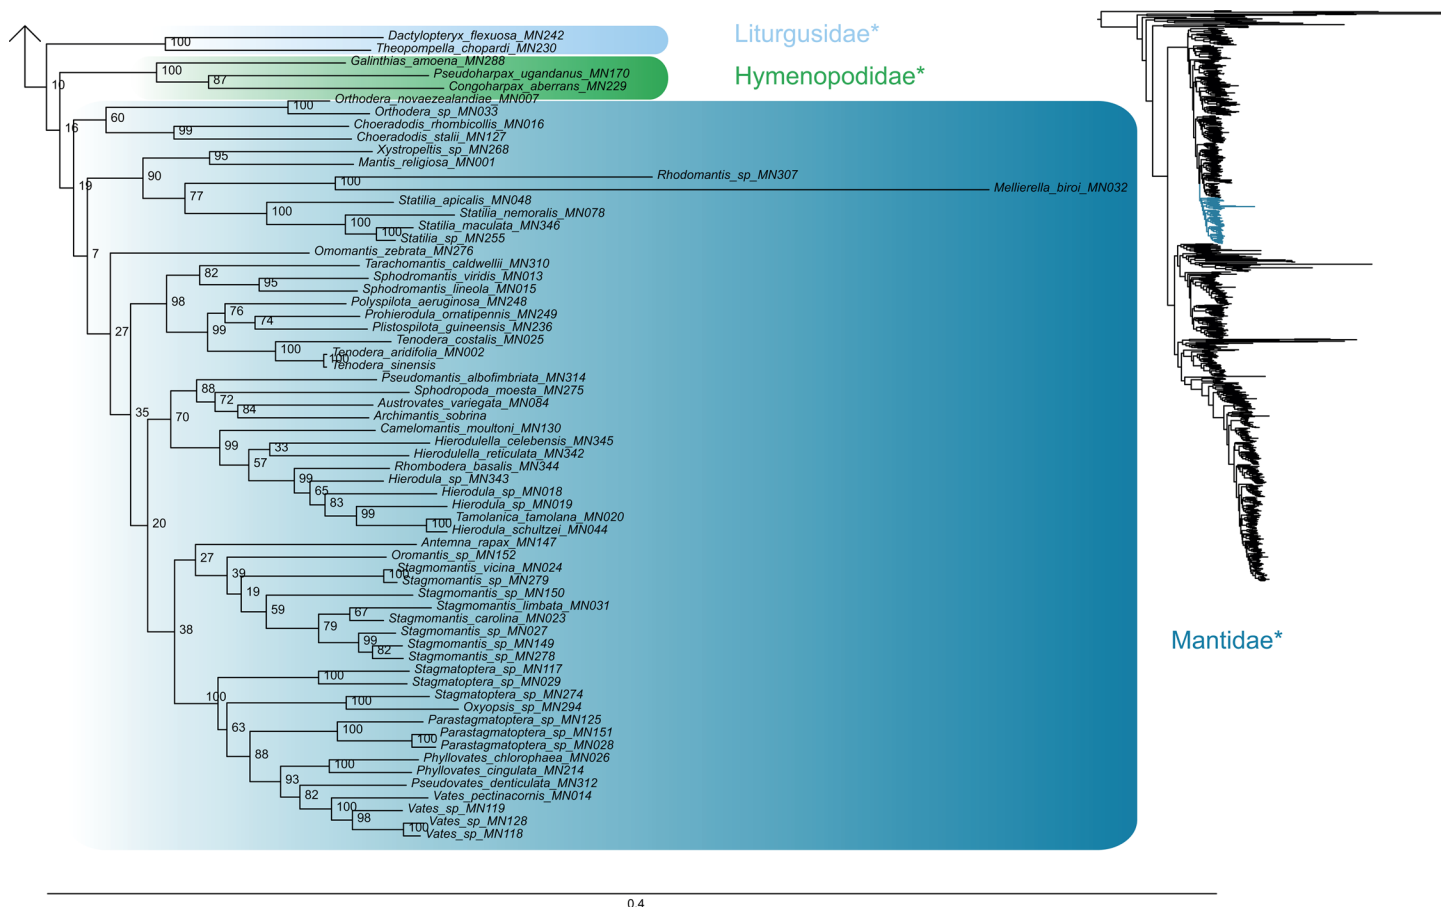 Dactylopteryx_flexuosa_MN242
100
Theopompella_chopardi_MN230
Liturgusidae*
Galinthias_amoena_MN288
100
Pseudoharpax_ugandanus_MN170
87
Congoharpax_aberrans_MN229
Hymenopodidae*
10
Orthodera_novaezealandiae_MN007
100
Orthodera_sp_MN033
60
16
Choeradodis_rhombicollis_MN016
99
Choeradodis_stalii_MN127
Xystropeltis_sp_MN268
95
Mantis_religiosa_MN001
90
19
Rhodomantis_sp_MN307
100
Mellierella_biroi_MN032
77
Statilia_apicalis_MN048
100
Statilia_nemoralis_MN078
100
Statilia_maculata_MN346
100
Statilia_sp_MN255
7
Omomantis_zebrata_MN276
Tarachomantis_caldwellii_MN310
82
Sphodromantis_viridis_MN013
95
Sphodromantis_lineola_MN015
98
Polyspilota_aeruginosa_MN248
76
Prohierodula_ornatipennis_MN249
74
Plistospilota_guineensis_MN236
99
27
Tenodera_costalis_MN025
100
Tenodera_aridifolia_MN002
100
Tenodera_sinensis
Pseudomantis_albofimbriata_MN314
88
Sphodropoda_moesta_MN275
72
Austrovates_variegata_MN084
84
Archimantis_sobrina
35
70
Camelomantis_moultoni_MN130
99
Hierodulella_celebensis_MN345
33
Hierodulella_reticulata_MN342
57
Rhombodera_basalis_MN344
99
Hierodula_sp_MN343
65
Hierodula_sp_MN018
83
Hierodula_sp_MN019
99
Tamolanica_tamolana_MN020
100
Hierodula_schultzei_MN044
20
Antemna_rapax_MN147
27
Oromantis_sp_MN152
39
Stagmomantis_vicina_MN024
100
Stagmomantis_sp_MN279
19
Stagmomantis_sp_MN150
59
Stagmomantis_limbata_MN031
67
Stagmomantis_carolina_MN023
79
Stagmomantis_sp_MN027
99
Stagmomantis_sp_MN149
82
Stagmomantis_sp_MN278
38
Mantidae*
Stagmatoptera_sp_MN117
100
Stagmatoptera_sp_MN029
100
Stagmatoptera_sp_MN274
100
Oxyopsis_sp_MN294
63
Parastagmatoptera_sp_MN125
100
Parastagmatoptera_sp_MN151
100
Parastagmatoptera_sp_MN028
88
Phyllovates_chlorophaea_MN026
100
Phyllovates_cingulata_MN214
93
Pseudovates_denticulata_MN312
82
Vates_pectinacornis_MN014
100
Vates_sp_MN119
98
Vates_sp_MN128
100
Vates_sp_MN118
0.4